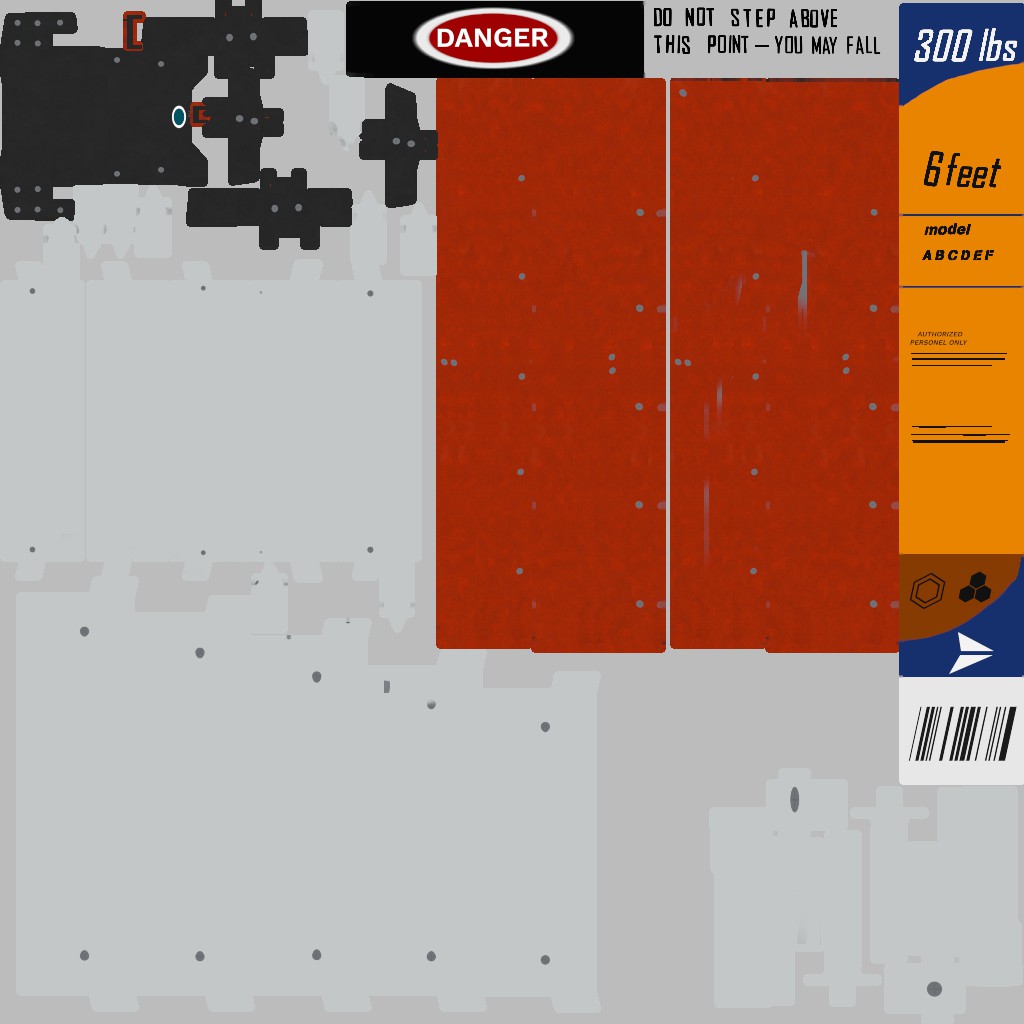 DANGER
DO NOT STEP ABOVE
THIS POINT — YOU MAY FALL
300 lbs
6 feet
model
ABCDEF
AUTHORIZED
PERSONEL ONLY